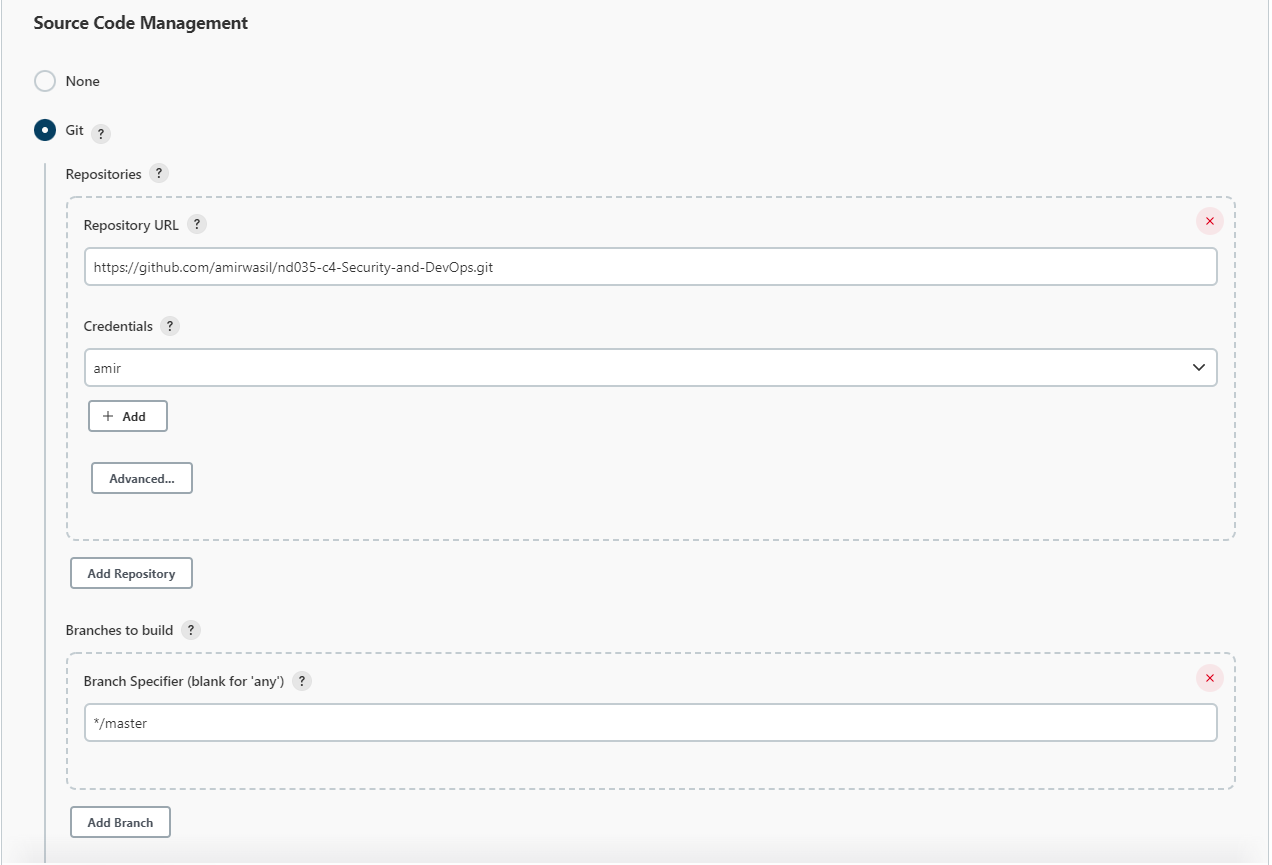 Source Code Management
None
Git ?
Repositories ?
Repository URL ?
https://github.com/amirwasil/nd035-c4-Security-and-DevOps.git
Credentials ?
amir
+ Add
Advanced...
Add Repository
Branches to build ?
Branch Specifier (blank for 'any') ?
*/master
Add Branch